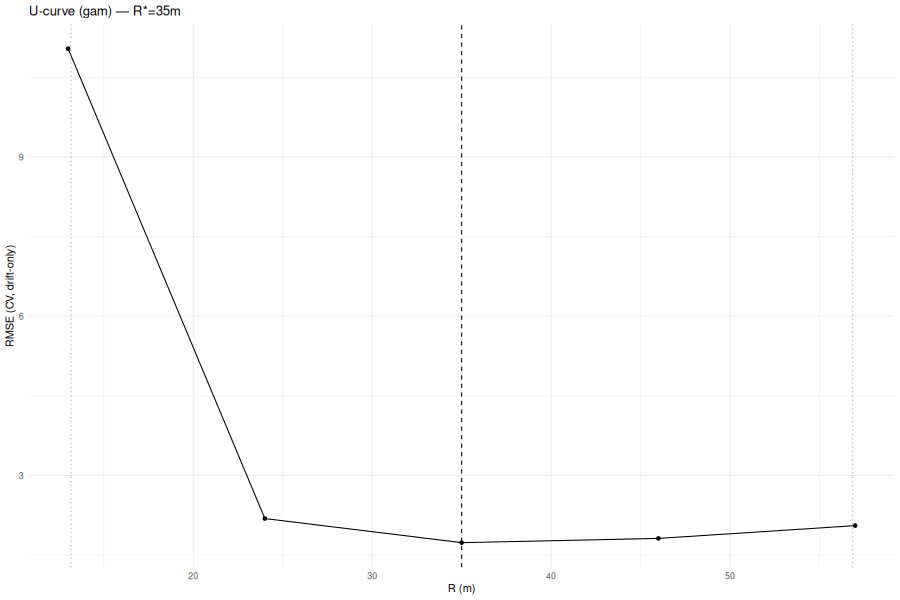 U-curve (gam) — R*=35m
9
6
3
RMSE (CV, drift-only)
20
30
40
50
R (m)